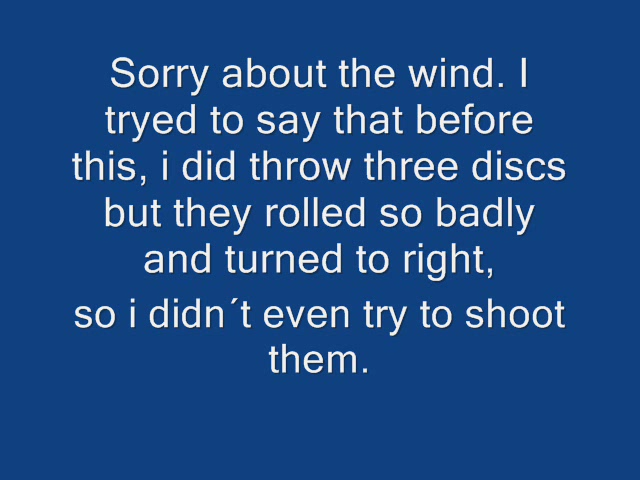 Sorry about the wind. I
tryed to say that before
this, i did throw three discs
but they rolled so badly
and turned to right,
so i didn´t even try to shoot
them.